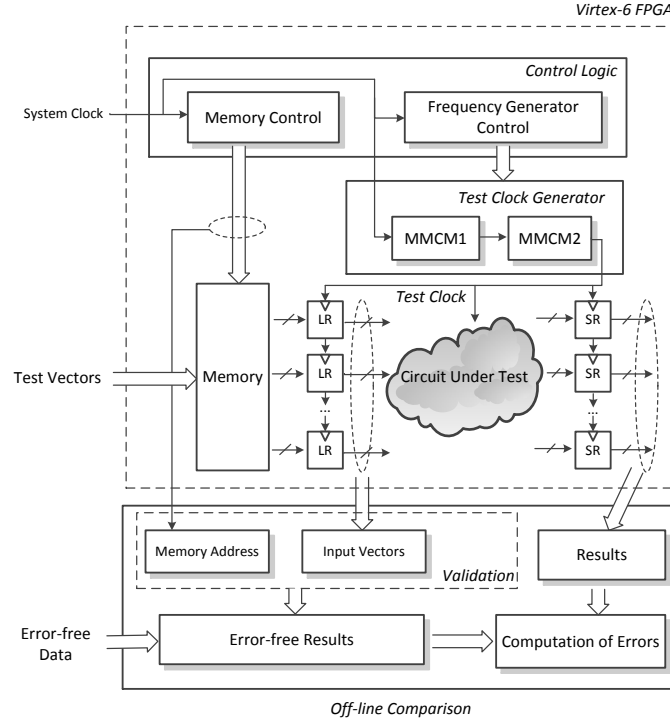 Virtex-6 FPGA
Control Logic
System Clock
Memory Control
Frequency Generator
Control
Test Clock Generator
MMCM1
MMCM2
Test Clock
LR
SR
Test Vectors
Memory
LR
Circuit Under Test
SR
...
...
LR
SR
Memory Address
Input Vectors
Results
Validation
Error-free
Data
Error-free Results
Computation of Errors
Off-line Comparison